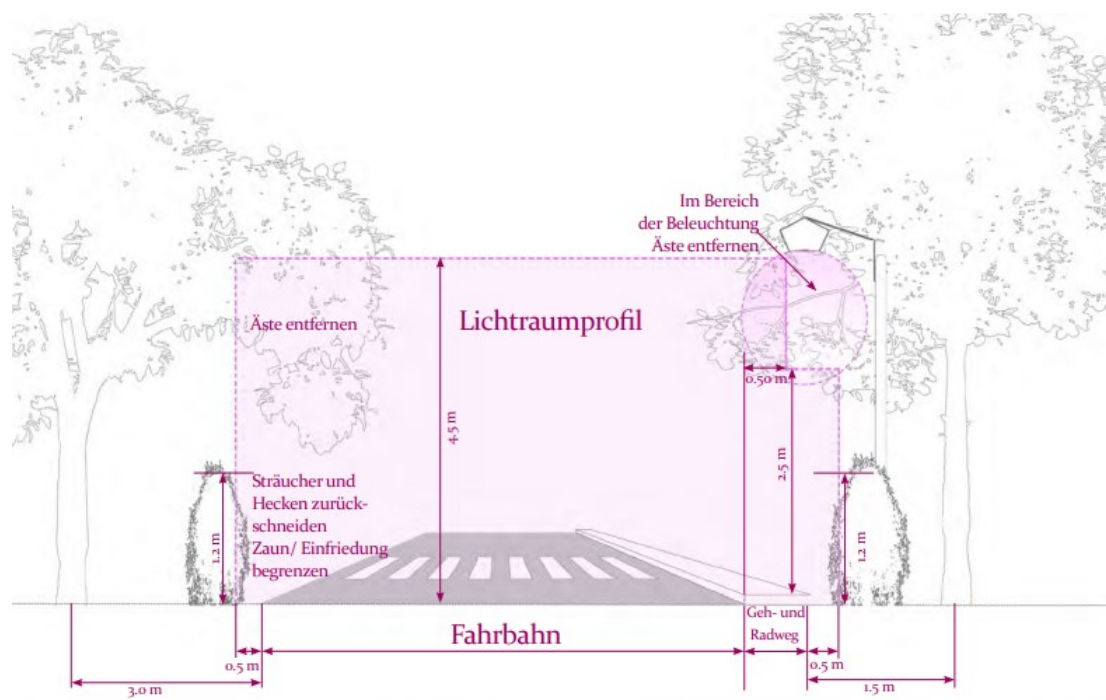 Im Bereich
der Beleuchtung
Äste entfernen
Äste entfernen
Lichtraumprofil
0.50 m
4.5 m
2.5 m
Sträucher und
Hecken zurück-
schneiden
Zaun/ Einfriedung
begrenzen
1.2 m
1.2 m
Fahrbahn
Geh- und
Radweg
0.5 m
0.5 m
3.0 m
1.5 m